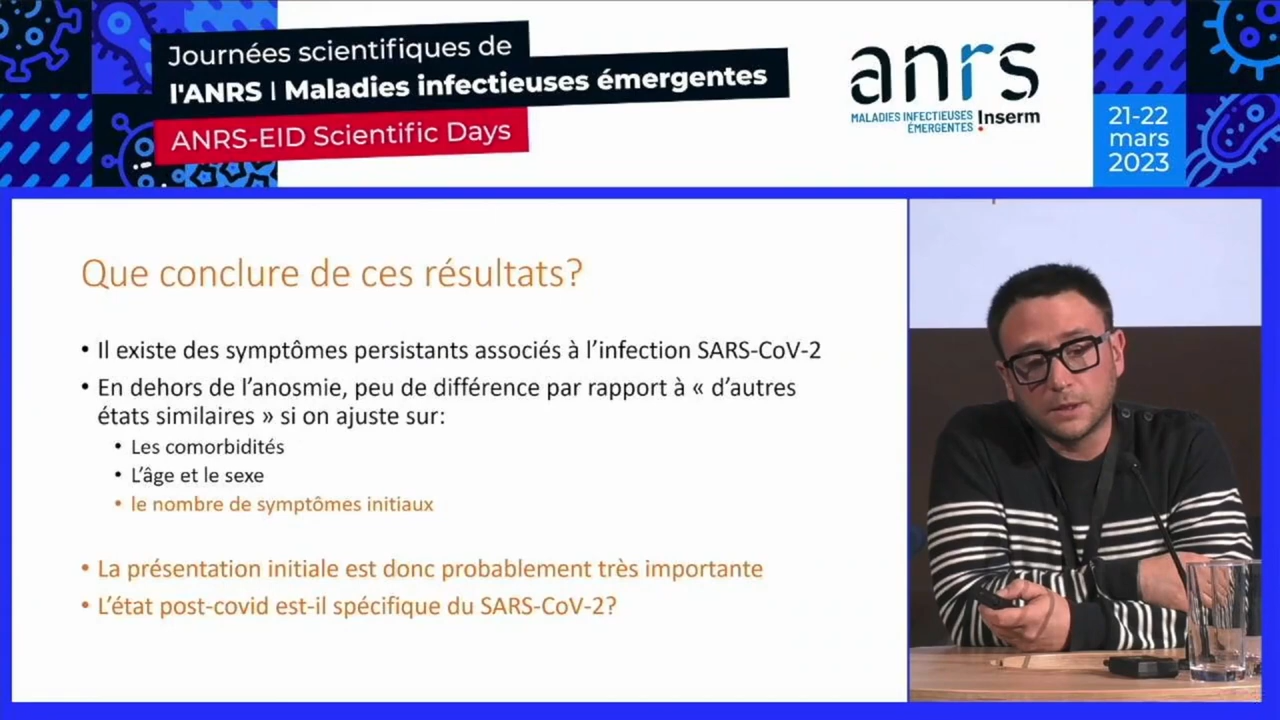 Journées scientifiques de
l'ANRS | Maladies infectieuses émergentes
ANRS-EID Scientific Days
anrs
MALADIES INFECTIEUSES
ÉMERGENTES
Inserm
21-22
mars
2023
Que conclure de ces résultats?
• Il existe des symptômes persistants associés à l'infection SARS-CoV-2
• En dehors de l'anosmie, peu de différence par rapport à « d'autres
états similaires » si on ajuste sur:
• Les comorbidités
• L'âge et le sexe
• le nombre de symptômes initiaux
• La présentation initiale est donc probablement très importante
• L'état post-covid est-il spécifique du SARS-CoV-2?